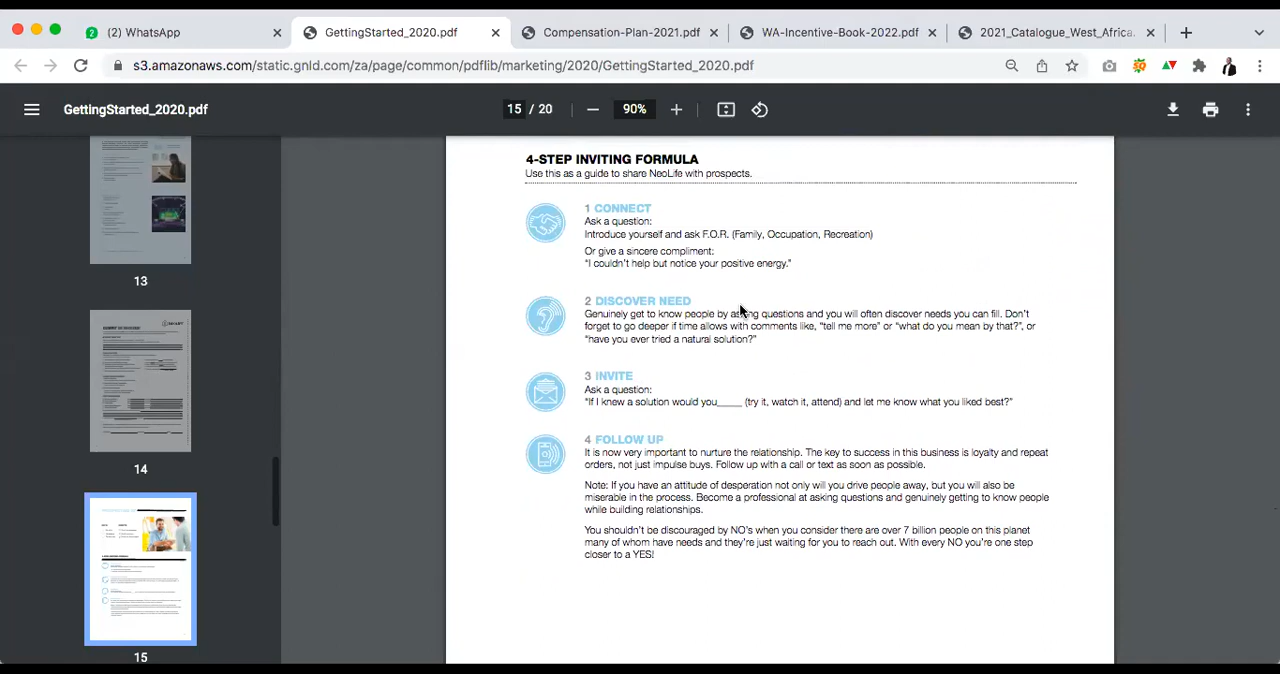 (2) WhatsApp
GettingStarted_2020.pdf
Compensation-Plan-2021.pdf
WA-Incentive-Book-2022.pdf
2021_Catalogue_West_Africa.
s3.amazonaws.com/static.gnld.com/za/page/common/pdflib/marketing/2020/GettingStarted_2020.pdf
GettingStarted_2020.pdf
15 / 20
90%
13
14
15
4-STEP INVITING FORMULA
Use this as a guide to share NeoLife with prospects.
1 CONNECT
Ask a question:
Introduce yourself and ask F.O.R. (Family, Occupation, Recreation)
Or give a sincere compliment:
“I couldn’t help but notice your positive energy.”
2 DISCOVER NEED
Genuinely get to know people by asking questions and you will often discover needs you can fill. Don’t
forget to go deeper if time allows with comments like, “tell me more” or “what do you mean by that?”, or
“have you ever tried a natural solution?”
3 INVITE
Ask a question:
“If I knew a solution would you_____ (try it, watch it, attend) and let me know what you liked best?”
4 FOLLOW UP
It is now very important to nurture the relationship. The key to success in this business is loyalty and repeat
orders, not just impulse buys. Follow up with a call or text as soon as possible.
Note: If you have an attitude of desperation not only will you drive people away, but you will also be
miserable in the process. Become a professional at asking questions and genuinely getting to know people
while building relationships.
You shouldn’t be discouraged by NO’s when you consider there are over 7 billion people on this planet
many of whom have needs and they’re just waiting for you to reach out. With every NO you’re one step
closer to a YES!